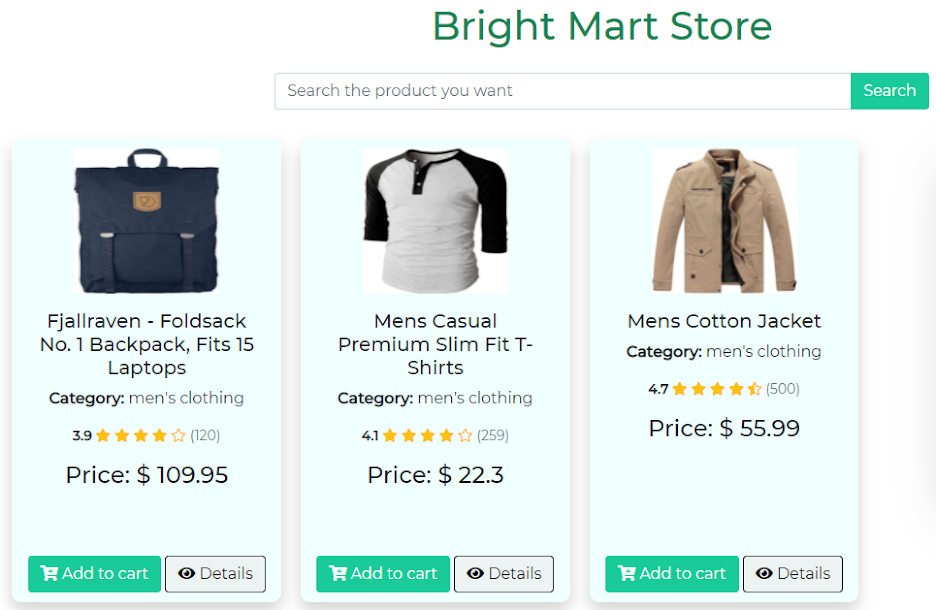 Bright Mart Store
Search the product you want
Search
Fjallraven - Foldsack
No. 1 Backpack, Fits 15
Laptops
Category: men's clothing
3.9 (120)
Price: $ 109.95
Add to cart
Details
Mens Casual
Premium Slim Fit T-
Shirts
Category: men's clothing
4.1 (259)
Price: $ 22.3
Add to cart
Details
Mens Cotton Jacket
Category: men's clothing
4.7 (500)
Price: $ 55.99
Add to cart
Details